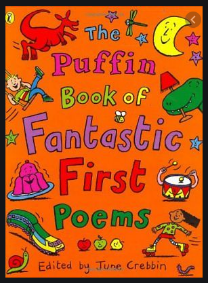 The
Puffin
Book of
Fantastic
First
Poems
Edited by June Crebbin